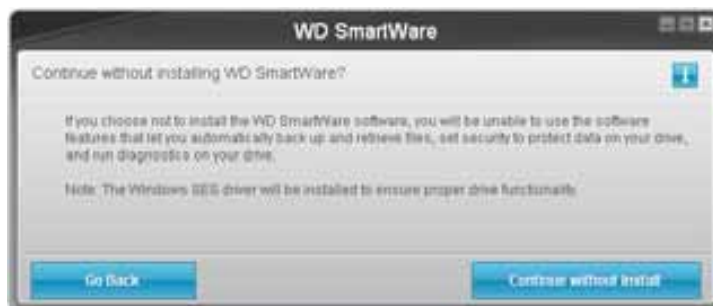 WD SmartWare
Continue without installing WD SmartWare?
If you choose not to install the WD SmartWare software, you will be unable to use the software
features that let you automatically back up and retrieve files, set security to protect data on your drive,
and run diagnostics on your drive.
Note: The Windows SES driver will be installed to ensure proper drive functionality.
Go Back
Continue without Install